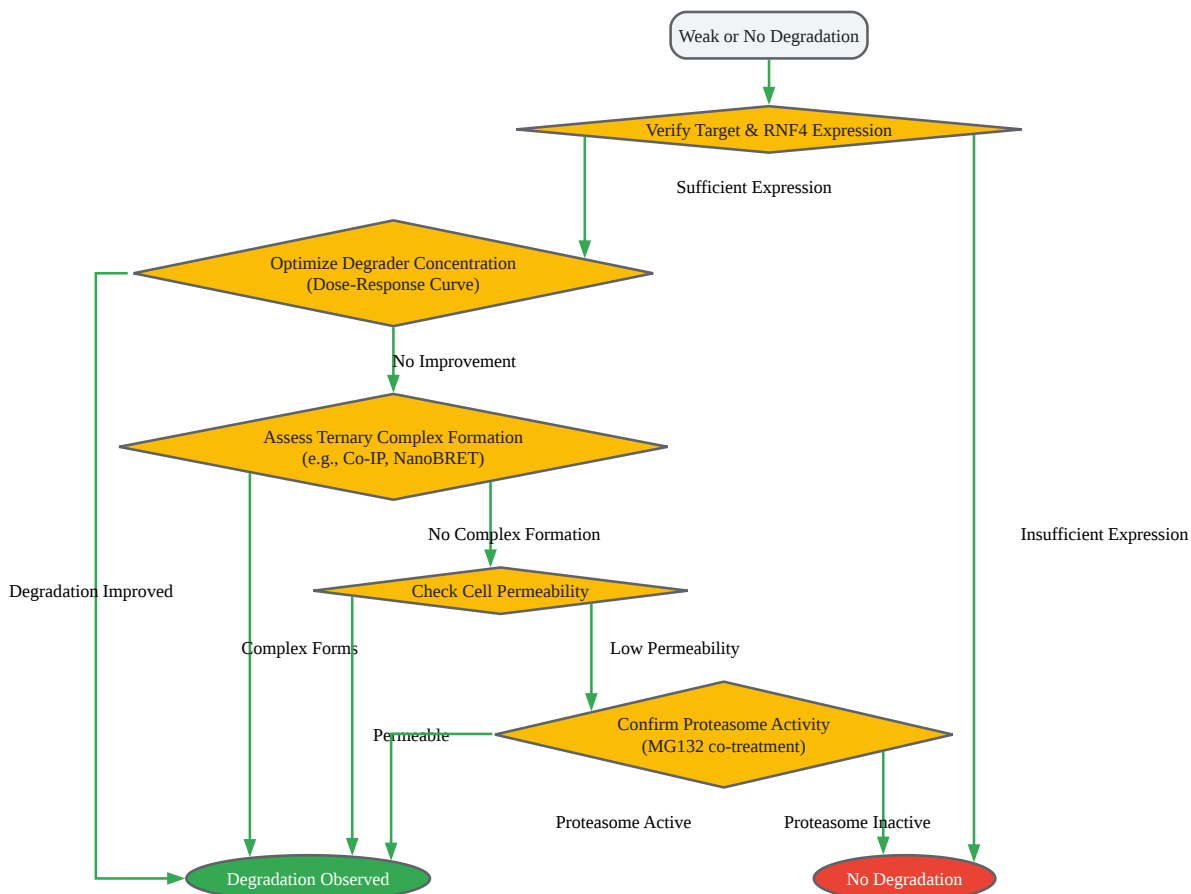 Weak or No Degradation
Verify Target & RNF4 Expression
Sufficient Expression
Optimize Degrader Concentration
(Dose-Response Curve)
No Improvement
Assess Ternary Complex Formation
(e.g., Co-IP, NanoBRET)
No Complex Formation
Insufficient Expression
Degradation Improved
Check Cell Permeability
Complex Forms
Low Permeability
Confirm Proteasome Activity
(MG132 co-treatment)
Permeable
Proteasome Active
Proteasome Inactive
Degradation Observed
No Degradation